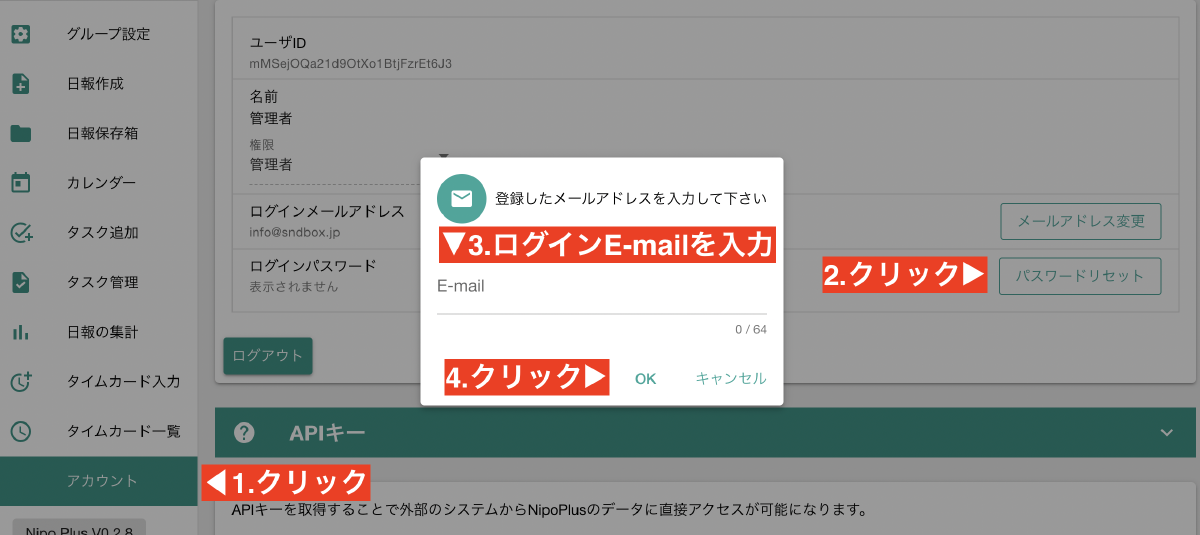 グループ設定
日報作成
日報保存箱
カレンダー
タスク追加
タスク管理
日報の集計
タイムカード入力
タイムカード一覧
アカウント
Nipo Plus V0.2.8
◀1.クリック
ユーザID
mMSejOQa21d9OtXo1BtjFzrEt6J3
名前
管理者
権限
管理者
ログインメールアドレス
info@sndbox.jp
メールアドレス変更
ログインパスワード
表示されません
2.クリック▶
パスワードリセット
ログアウト
登録したメールアドレスを入力して下さい
▼3.ログインE-mailを入力
E-mail
0 / 64
4.クリック▶
OK
キャンセル
APIキー
APIキーを取得することで外部のシステムからNipoPlusのデータに直接アクセスが可能になります。